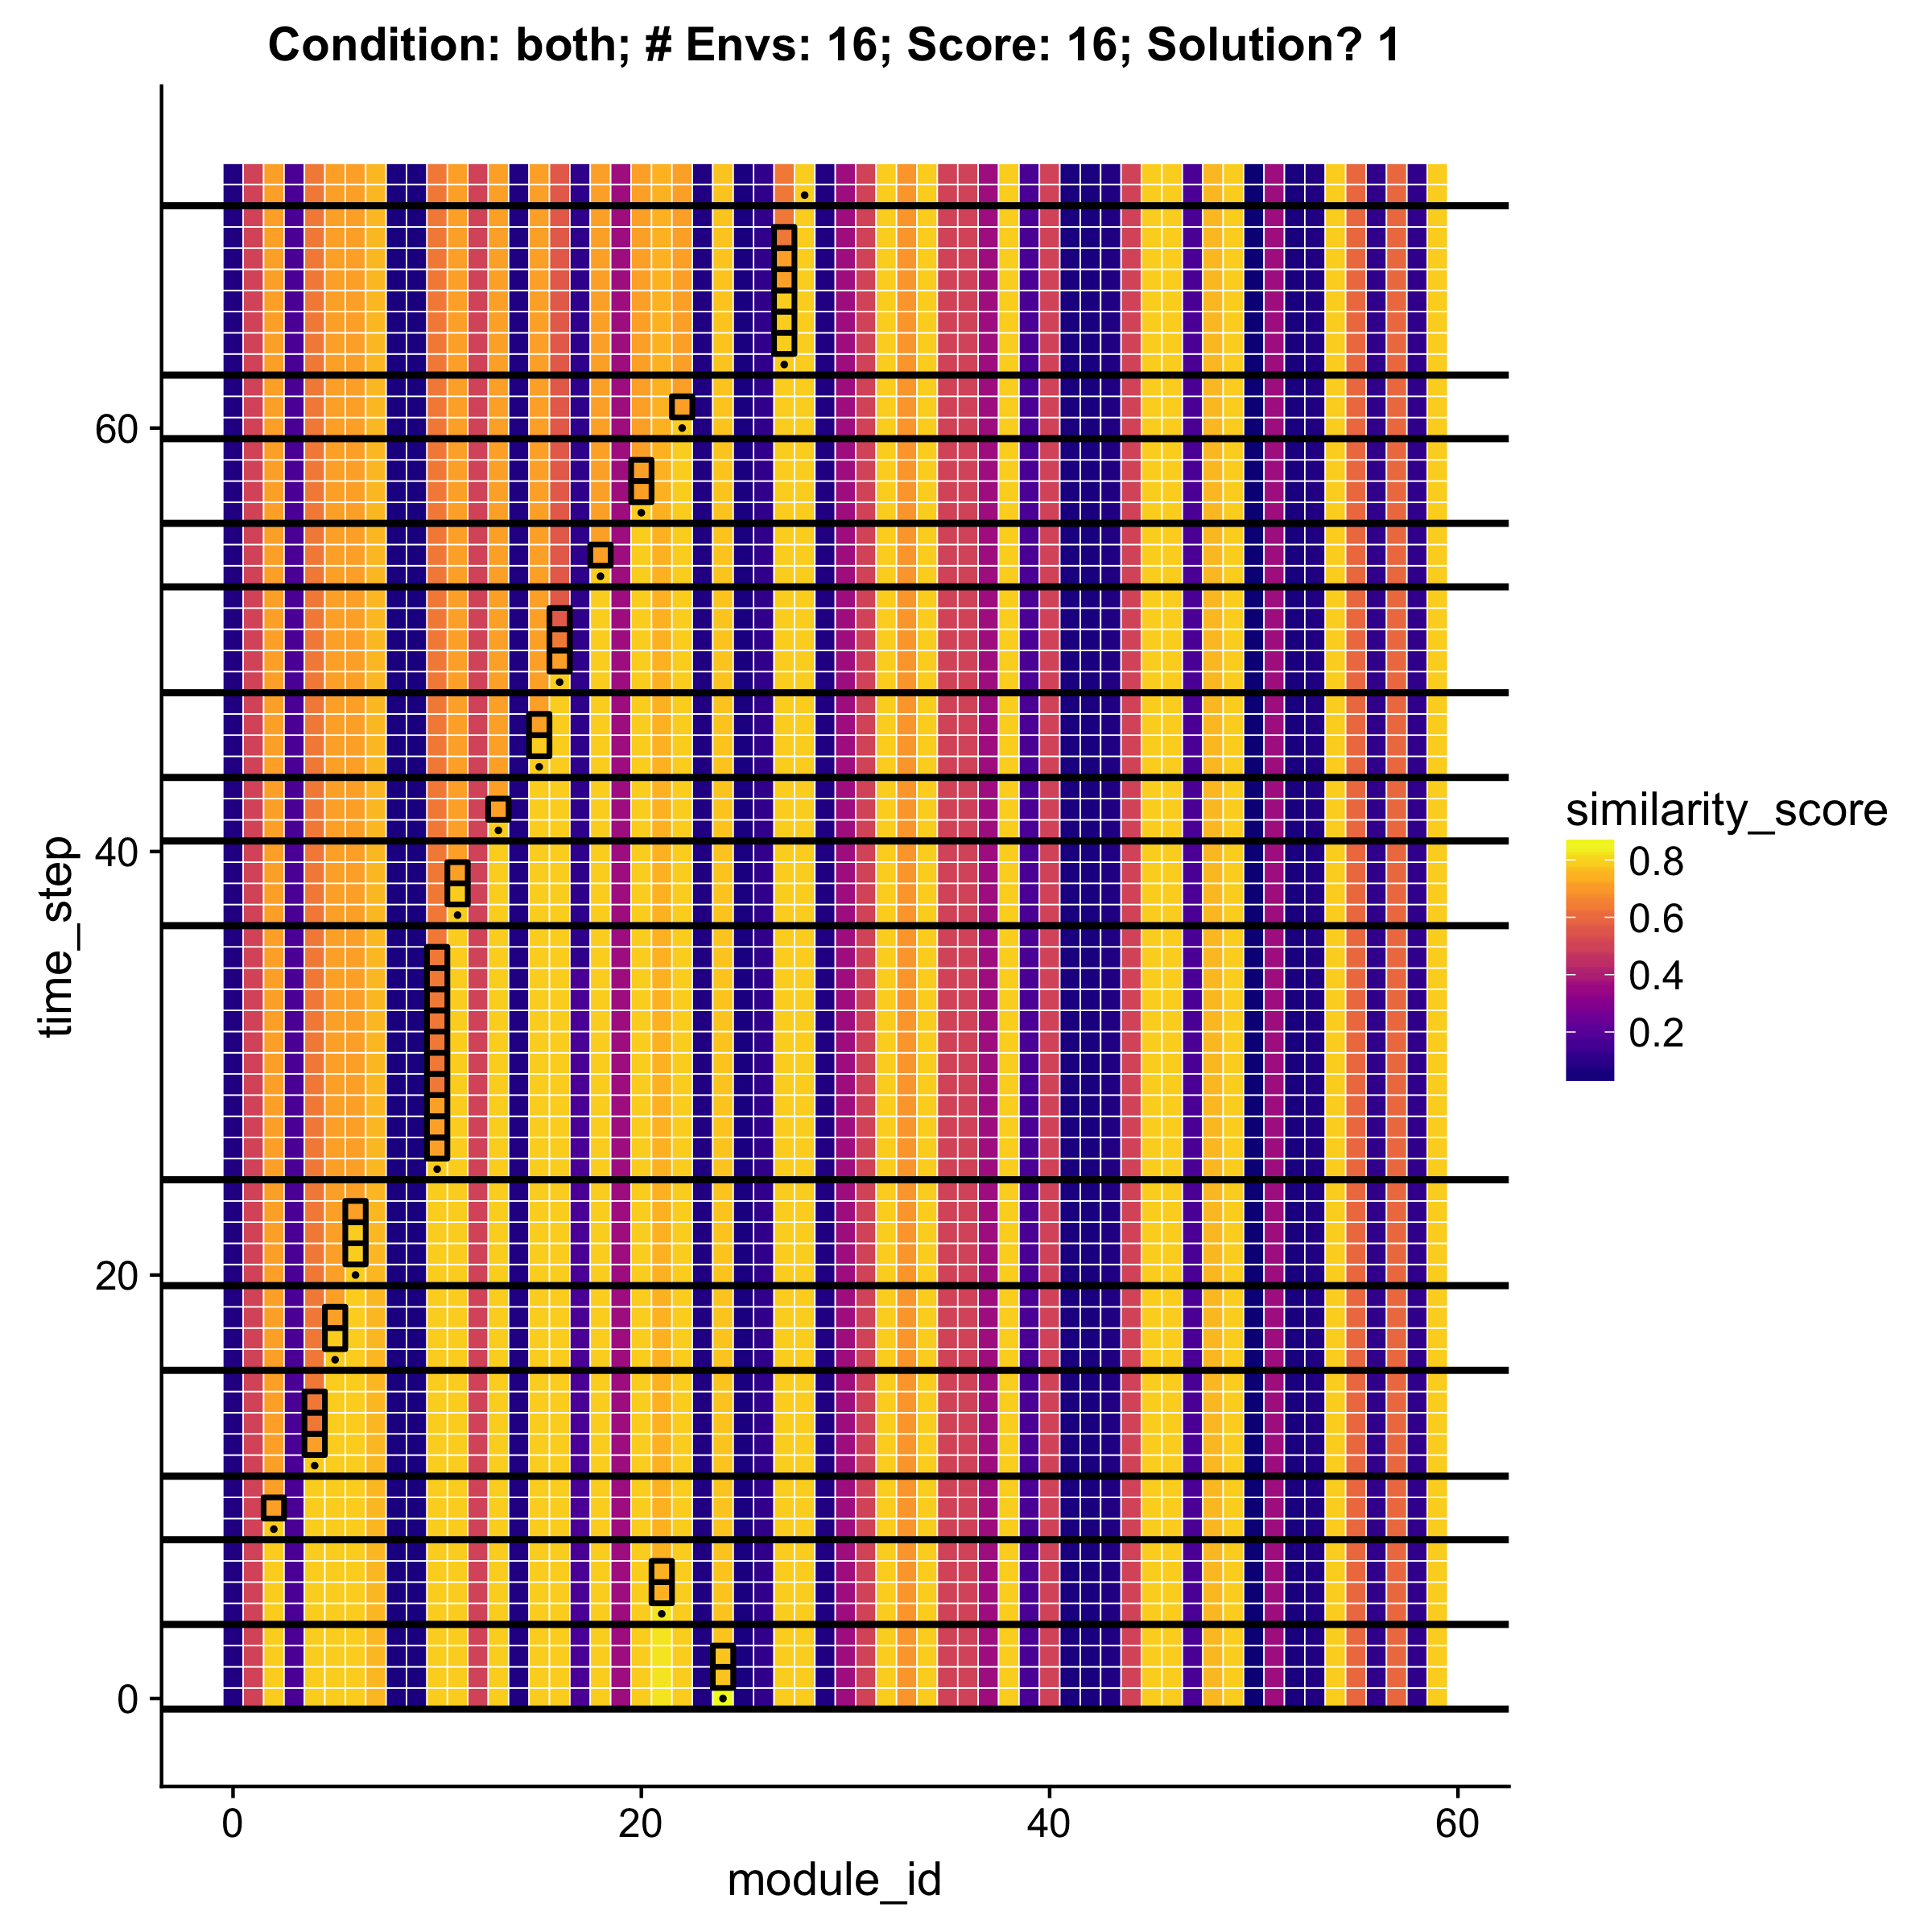 Condition: both; # Envs: 16; Score: 16; Solution? 1
time_step
60
40
20
0
0 20 40 60
module_id
similarity_score
0.8
0.6
0.4
0.2